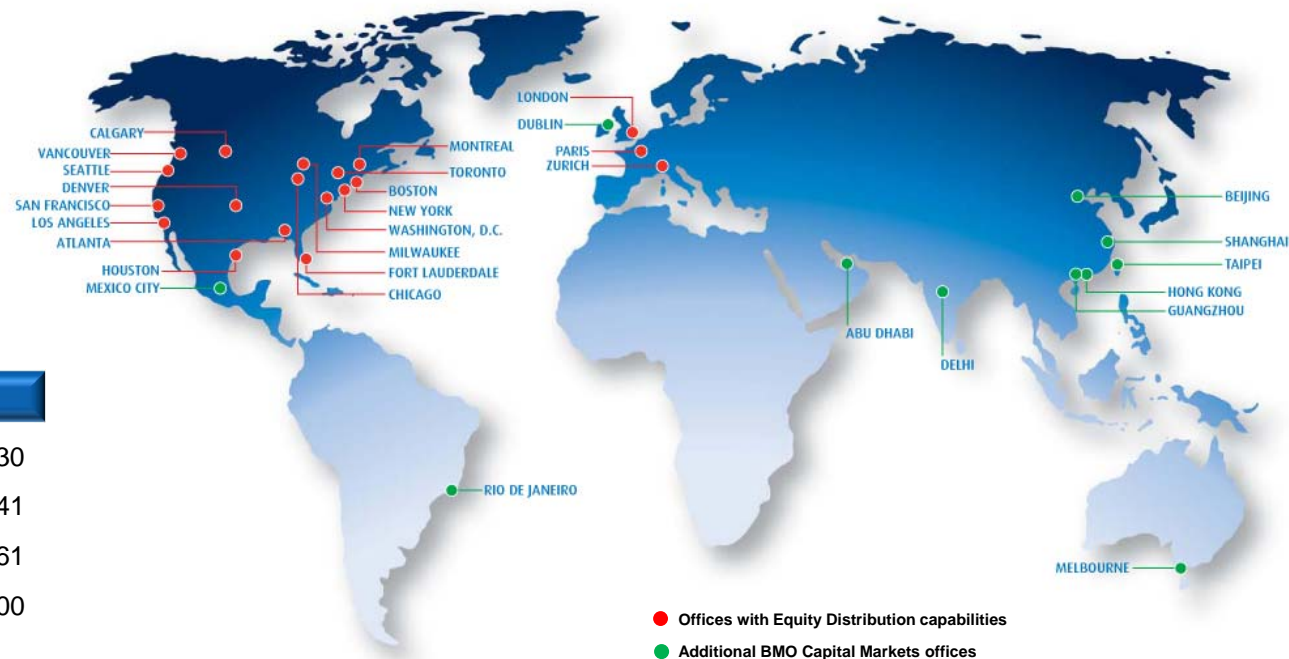 CALGARY
VANCOUVER
SEATTLE
DENVER
SAN FRANCISCO
LOS ANGELES
ATLANTA
HOUSTON
MEXICO CITY
MONTREAL
TORONTO
BOSTON
NEW YORK
WASHINGTON, D.C.
MILWAUKEE
FORT LAUDERDALE
CHICAGO
LONDON
DUBLIN
PARIS
ZURICH
BEIJING
SHANGHAI
TAIPEI
HONG KONG
GUANGZHOU
ABU DHABI
DELHI
RIO DE JANEIRO
MELBOURNE
30
41
61
00
Offices with Equity Distribution capabilities
Additional BMO Capital Markets offices